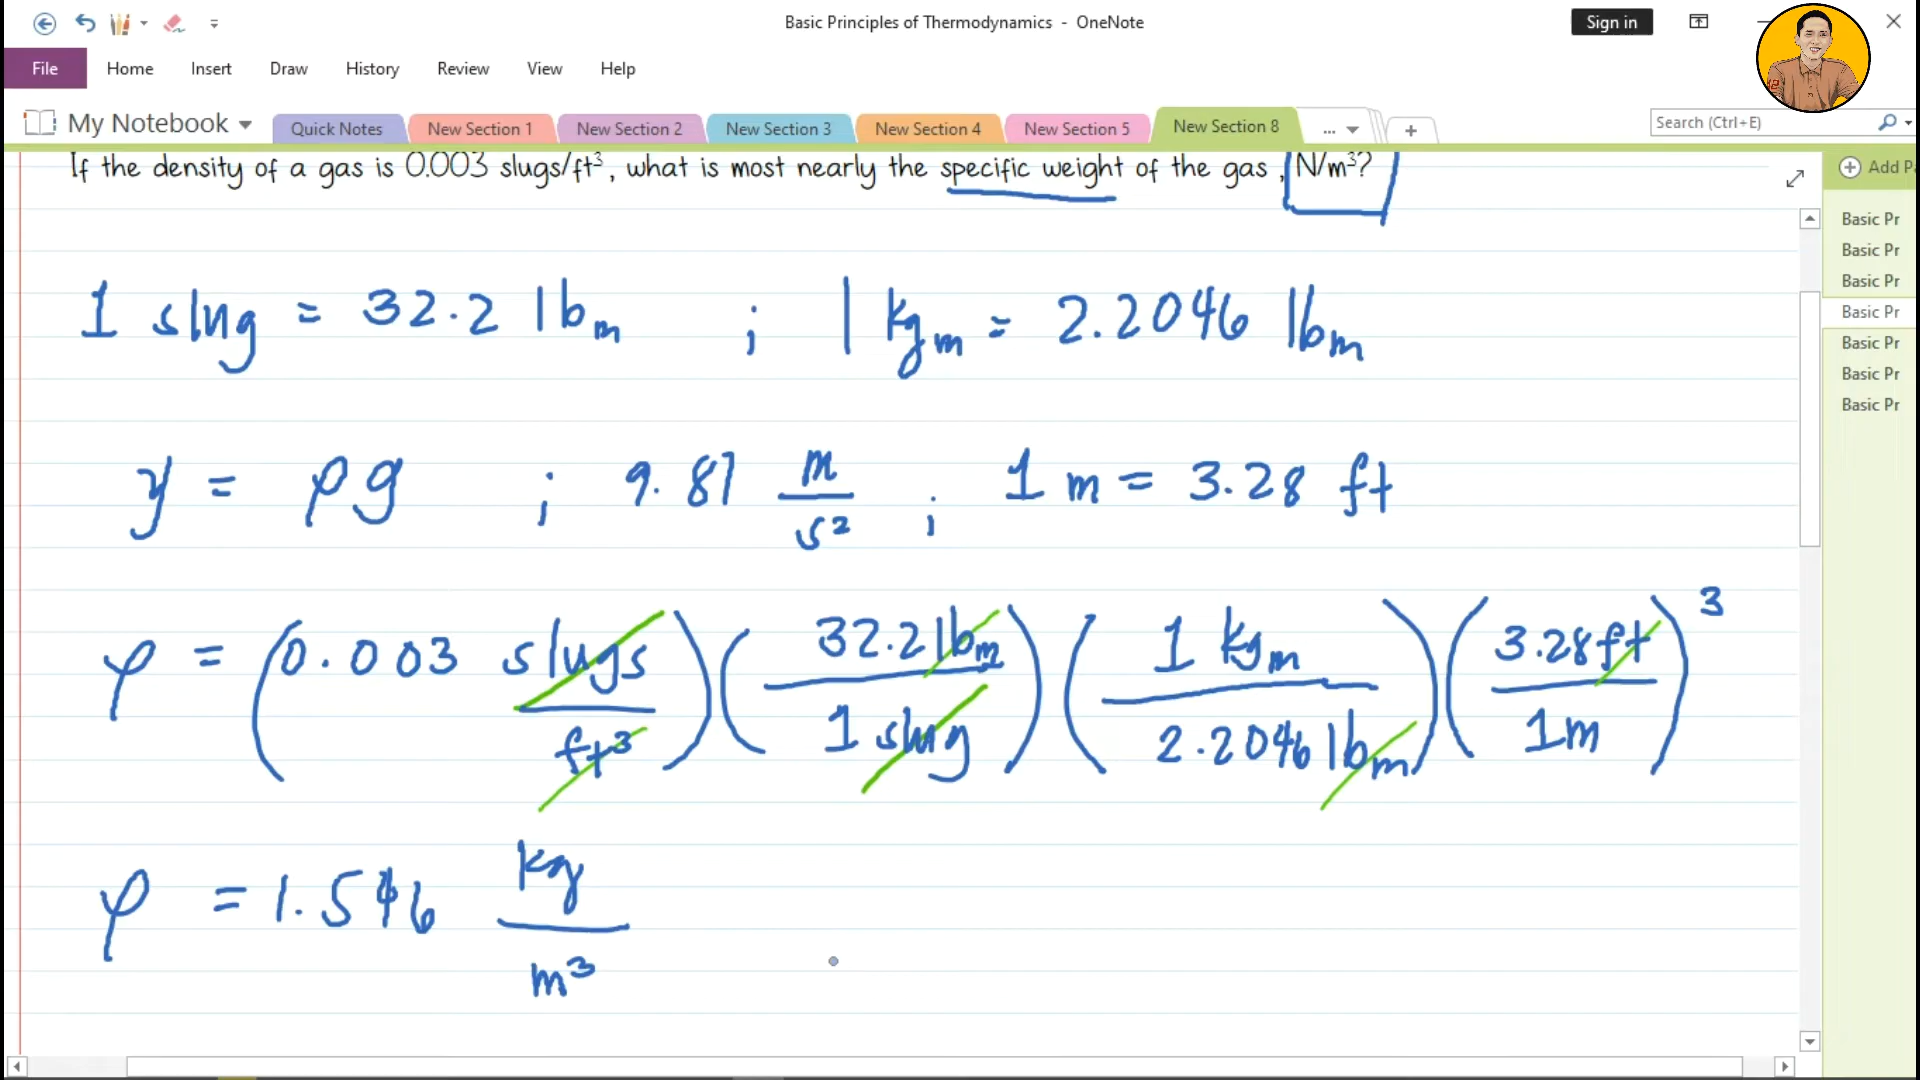 Basic Principles of Thermodynamics - OneNote
Sign in
File Home Insert Draw History Review View Help
My Notebook Quick Notes New Section 1 New Section 2 New Section 3 New Section 4 New Section 5 New Section 8 ... + Search (Ctrl+E)
If the density of a gas is 0.003 slugs/ft³, what is most nearly the specific weight of the gas, N/m³?
Add P
Basic Pr
Basic Pr
Basic Pr
Basic Pr
Basic Pr
Basic Pr
Basic Pr
1 slug = 32.2 lbm ; 1 kgm = 2.2046 lbm
γ = ρg ; 9.81 m/s² ; 1 m = 3.28 ft
ρ = (0.003 slugs/ft³)(32.2 lbm/1 slug)(1 kgm/2.2046 lbm)(3.28 ft/1m)³
ρ = 1.546 kg/m³